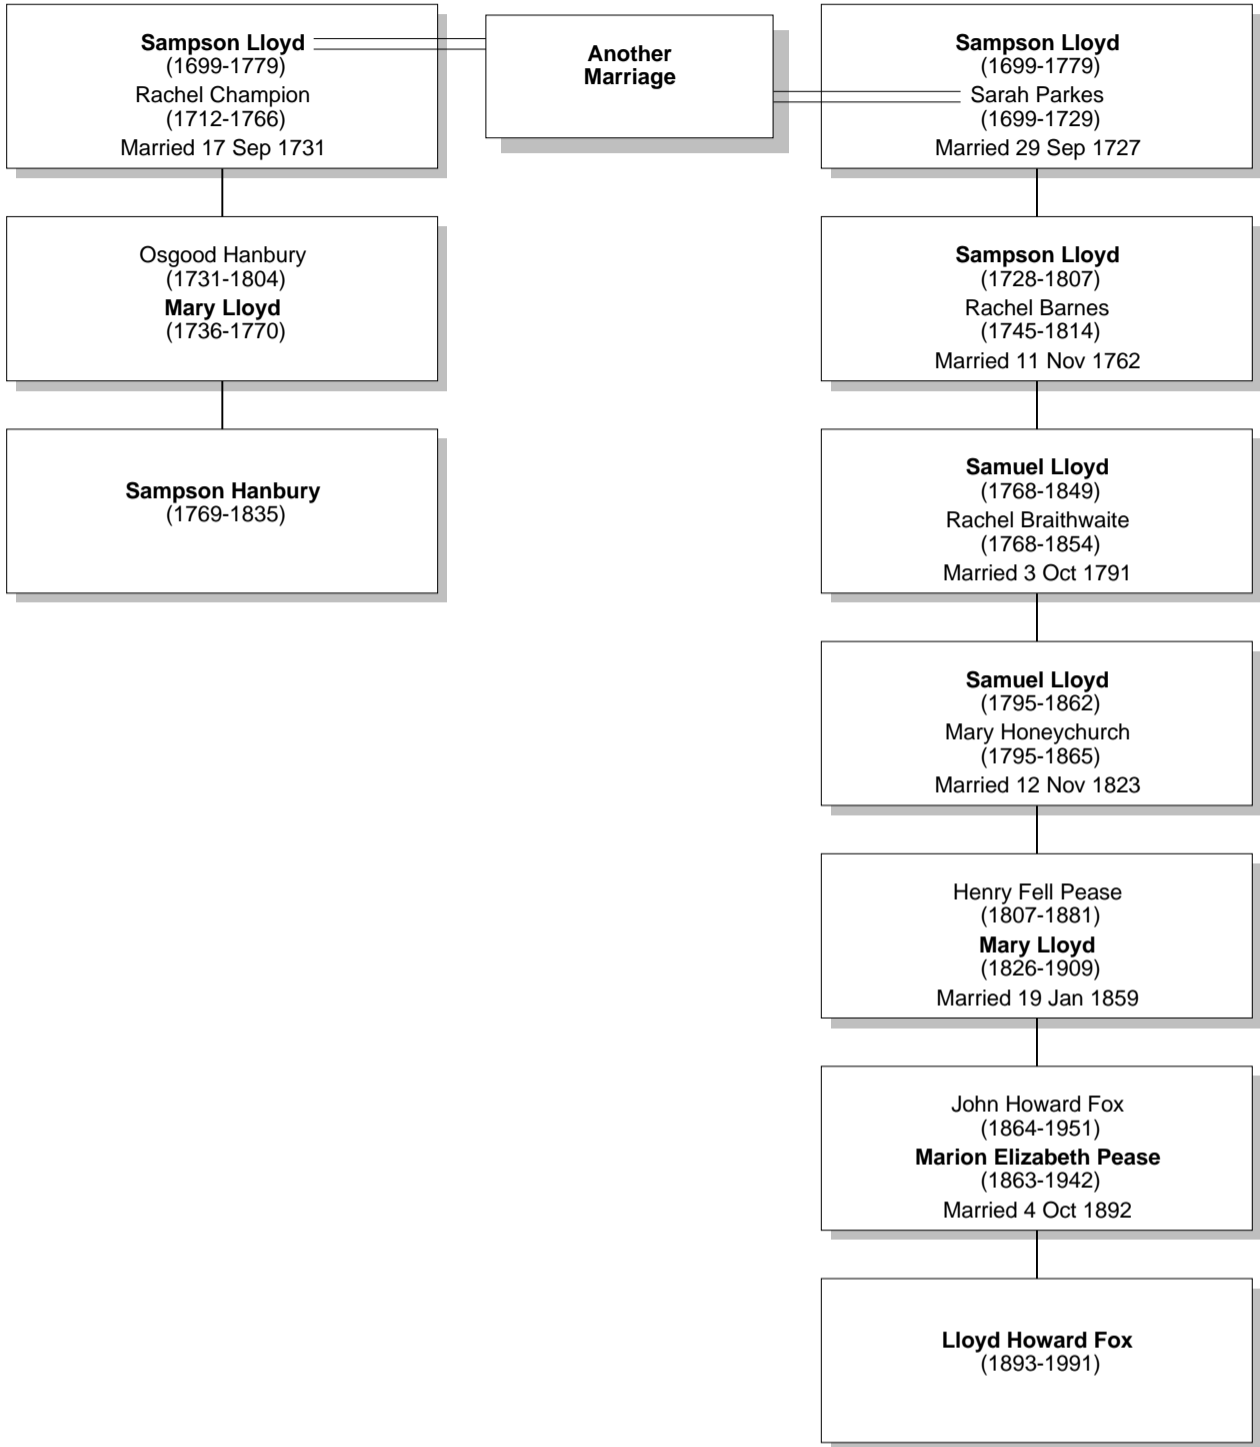 Sampson Lloyd
(1699-1779)
Rachel Champion
(1712-1766)
Married 17 Sep 1731
Another
Marriage
Sampson Lloyd
(1699-1779)
Sarah Parkes
(1699-1729)
Married 29 Sep 1727
Osgood Hanbury
(1731-1804)
Mary Lloyd
(1736-1770)
Sampson Lloyd
(1728-1807)
Rachel Barnes
(1745-1814)
Married 11 Nov 1762
Sampson Hanbury
(1769-1835)
Samuel Lloyd
(1768-1849)
Rachel Braithwaite
(1768-1854)
Married 3 Oct 1791
Samuel Lloyd
(1795-1862)
Mary Honeychurch
(1795-1865)
Married 12 Nov 1823
Henry Fell Pease
(1807-1881)
Mary Lloyd
(1826-1909)
Married 19 Jan 1859
John Howard Fox
(1864-1951)
Marion Elizabeth Pease
(1863-1942)
Married 4 Oct 1892
Lloyd Howard Fox
(1893-1991)